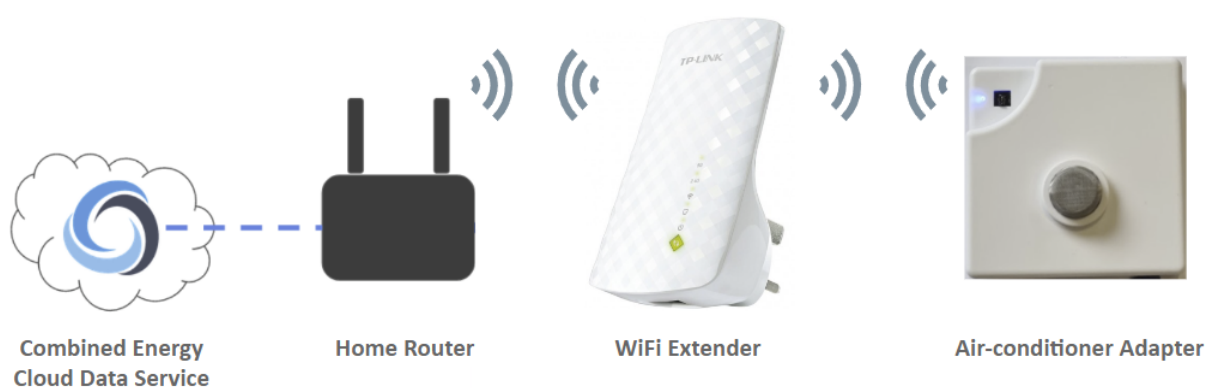 TP-LINK
Combined Energy
Cloud Data Service
Home Router
WiFi Extender
Air-conditioner Adapter